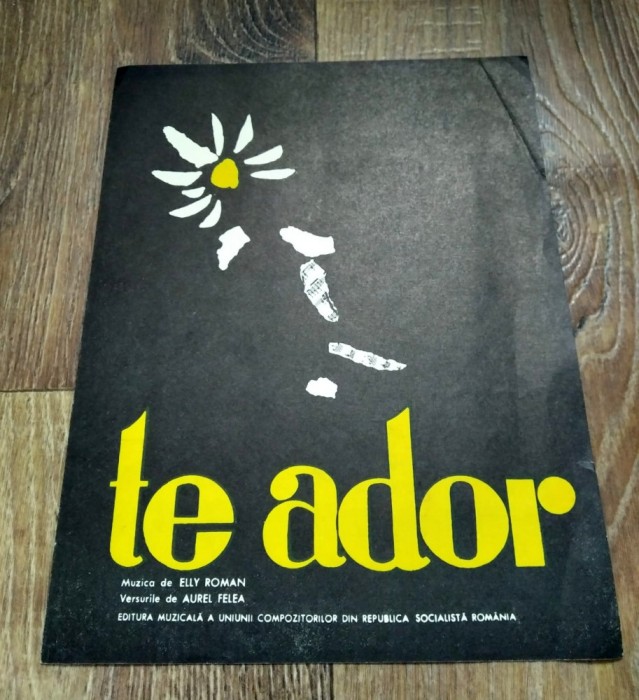 te ador
Muzica de ELLY ROMAN
Versurile de AUREL FELEA
EDITURA MUZICALĂ A UNIUNII COMPOZITORILOR DIN REPUBLICA SOCIALISTĂ ROMÂNIA